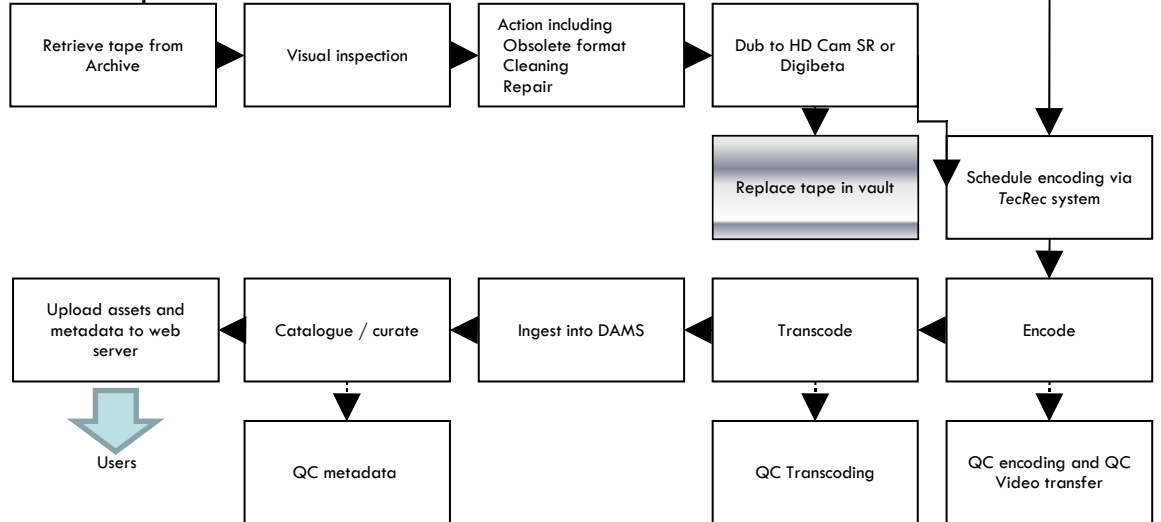 Retrieve tape from
Archive
Visual inspection
Action including
Obsolete format
Cleaning
Repair
Dub to HD Cam SR or
Digibeta
Replace tape in vault
Schedule encoding via
TecRec system
Upload assets and
metadata to web
server
Catalogue / curate
Ingest into DAMS
Transcode
Encode
Users
QC metadata
QC Transcoding
QC encoding and QC
Video transfer